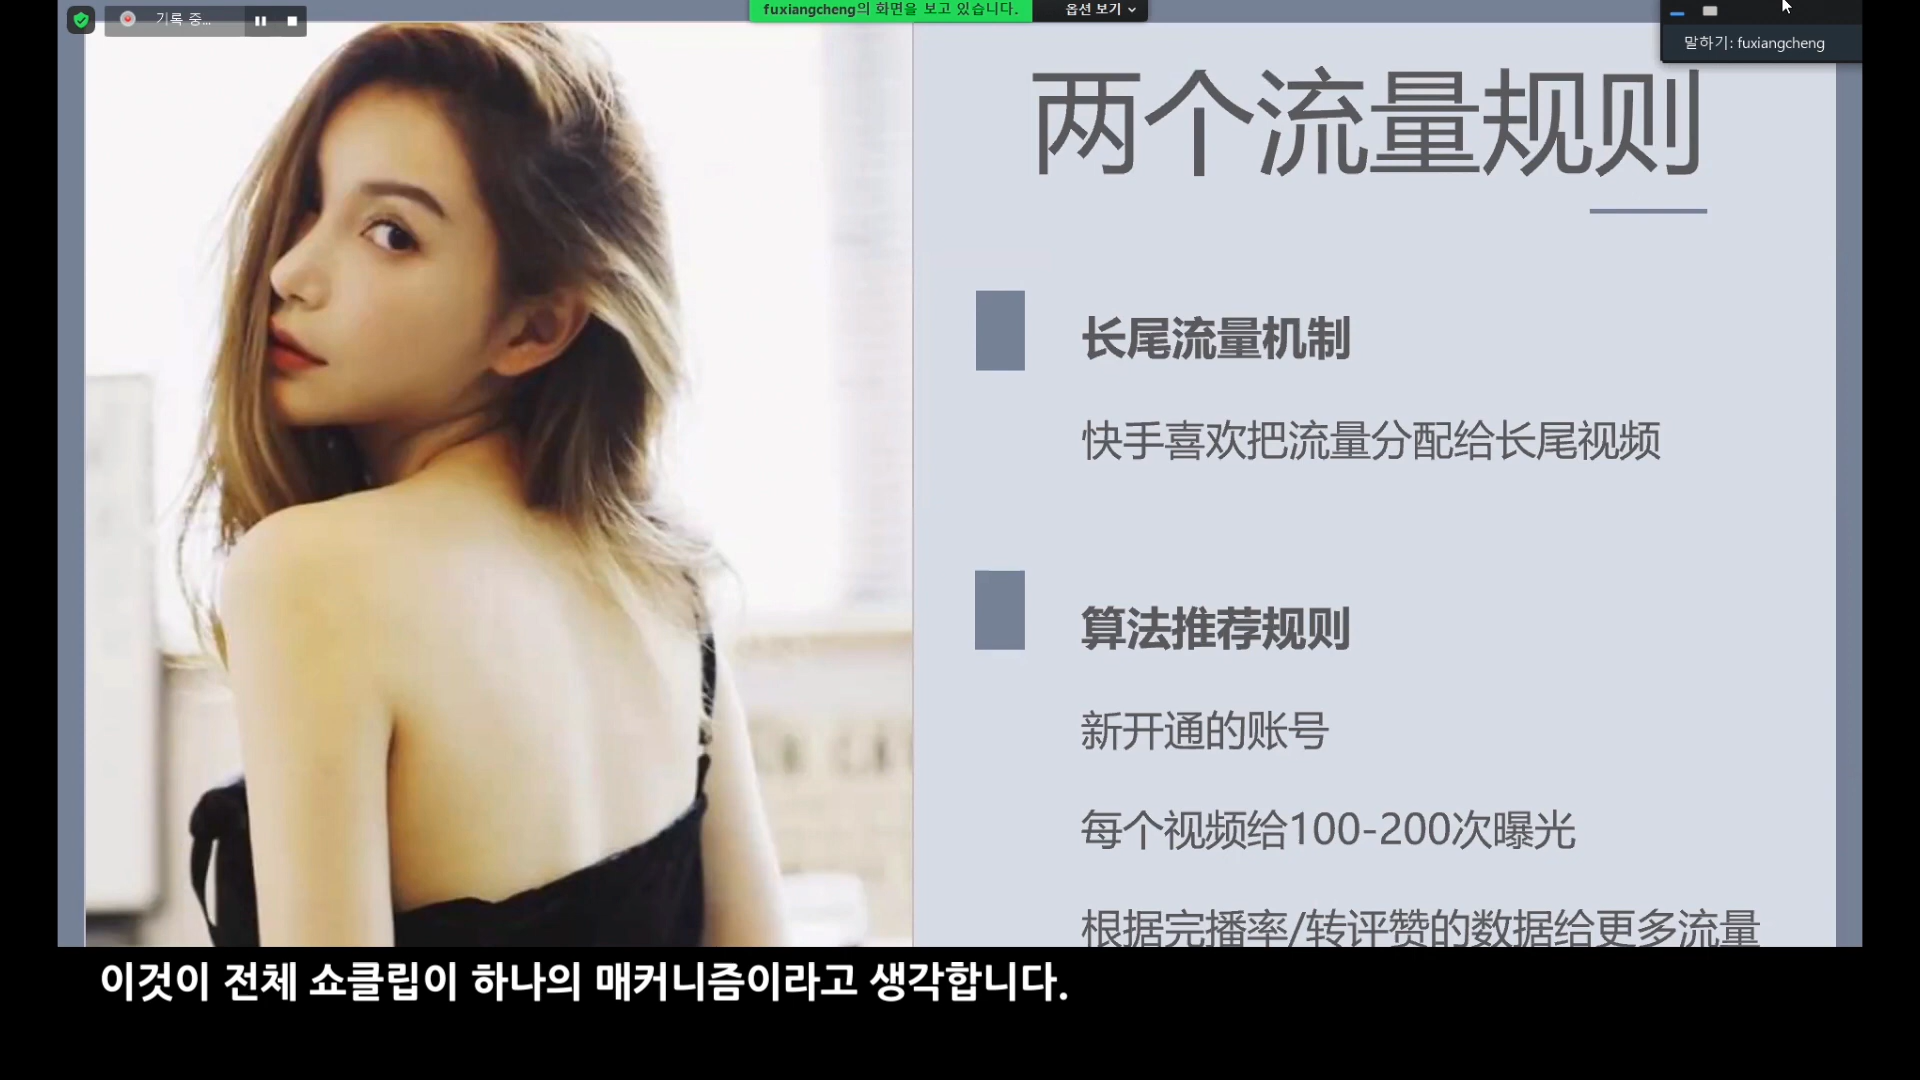 기록 중...
fuxiangcheng의 화면을 보고 있습니다.
옵션 보기
말하기: fuxiangcheng
两个流量规则
长尾流量机制
快手喜欢把流量分配给长尾视频
算法推荐规则
新开通的账号
每个视频给100-200次曝光
根据完播率/转评赞的数据给更多流量
이것이 전체 쇼클립이 하나의 매커니즘이라고 생각합니다.